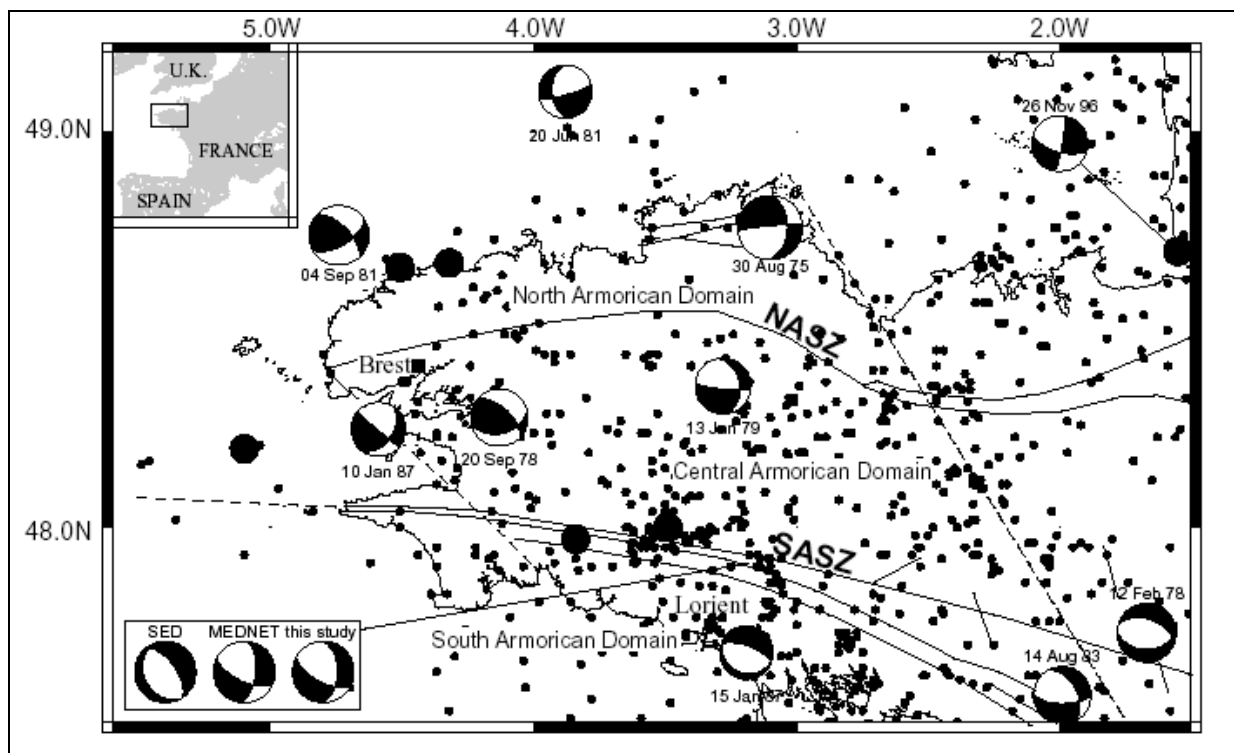 5.0W 4.0W 3.0W 2.0W
U.K.
FRANCE
SPAIN
49.0N
20 Jun 81
26 Nov 96
04 Sep 81
30 Aug 75
North Armorican Domain
NASZ
Brest
13 Jan 79
10 Jan 87
20 Sep 78
Central Armorican Domain
48.0N
SASZ
12 Feb 78
Lorient
South Armorican Domain
14 Aug 83
SED MEDNET this study
15 Jan